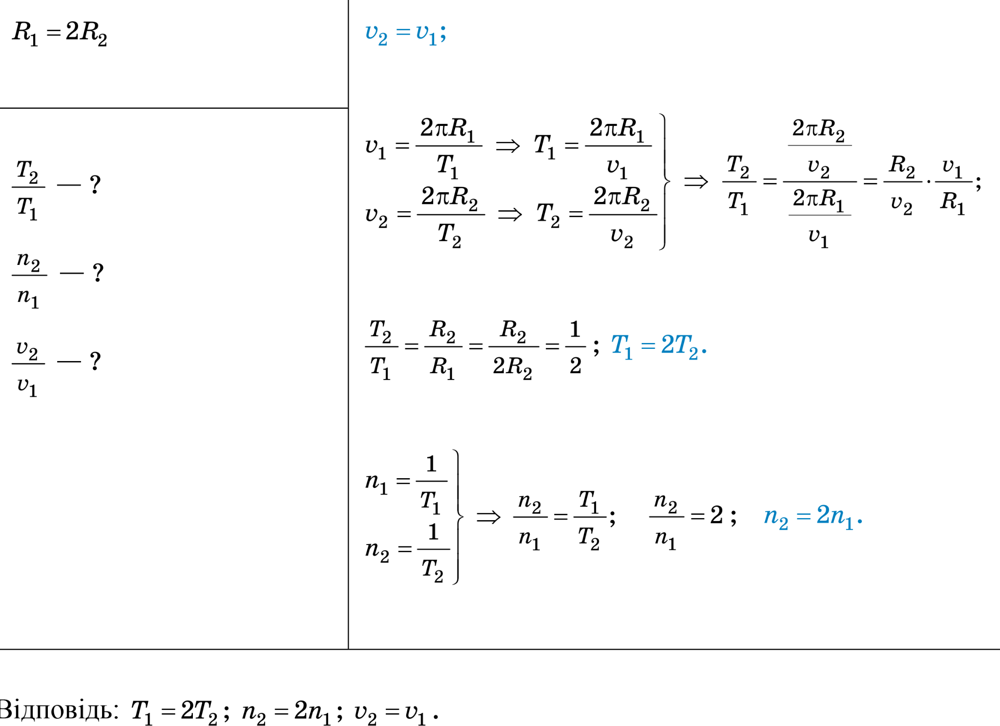 R₁ = 2R₂
T₂/T₁ — ?
n₂/n₁ — ?
v₂/v₁ — ?
v₂ = v₁;
v₁ = 2πR₁/T₁ ⇒ T₁ = 2πR₁/v₁
v₂ = 2πR₂/T₂ ⇒ T₂ = 2πR₂/v₂
} ⇒ T₂/T₁ = (2πR₂/v₂)/(2πR₁/v₁) = R₂/v₂ · v₁/R₁;
T₂/T₁ = R₂/R₁ = R₂/2R₂ = 1/2 ; T₁ = 2T₂.
n₁ = 1/T₁
n₂ = 1/T₂
} ⇒ n₂/n₁ = T₁/T₂; n₂/n₁ = 2 ; n₂ = 2n₁.
Відповідь: T₁ = 2T₂; n₂ = 2n₁; v₂ = v₁.